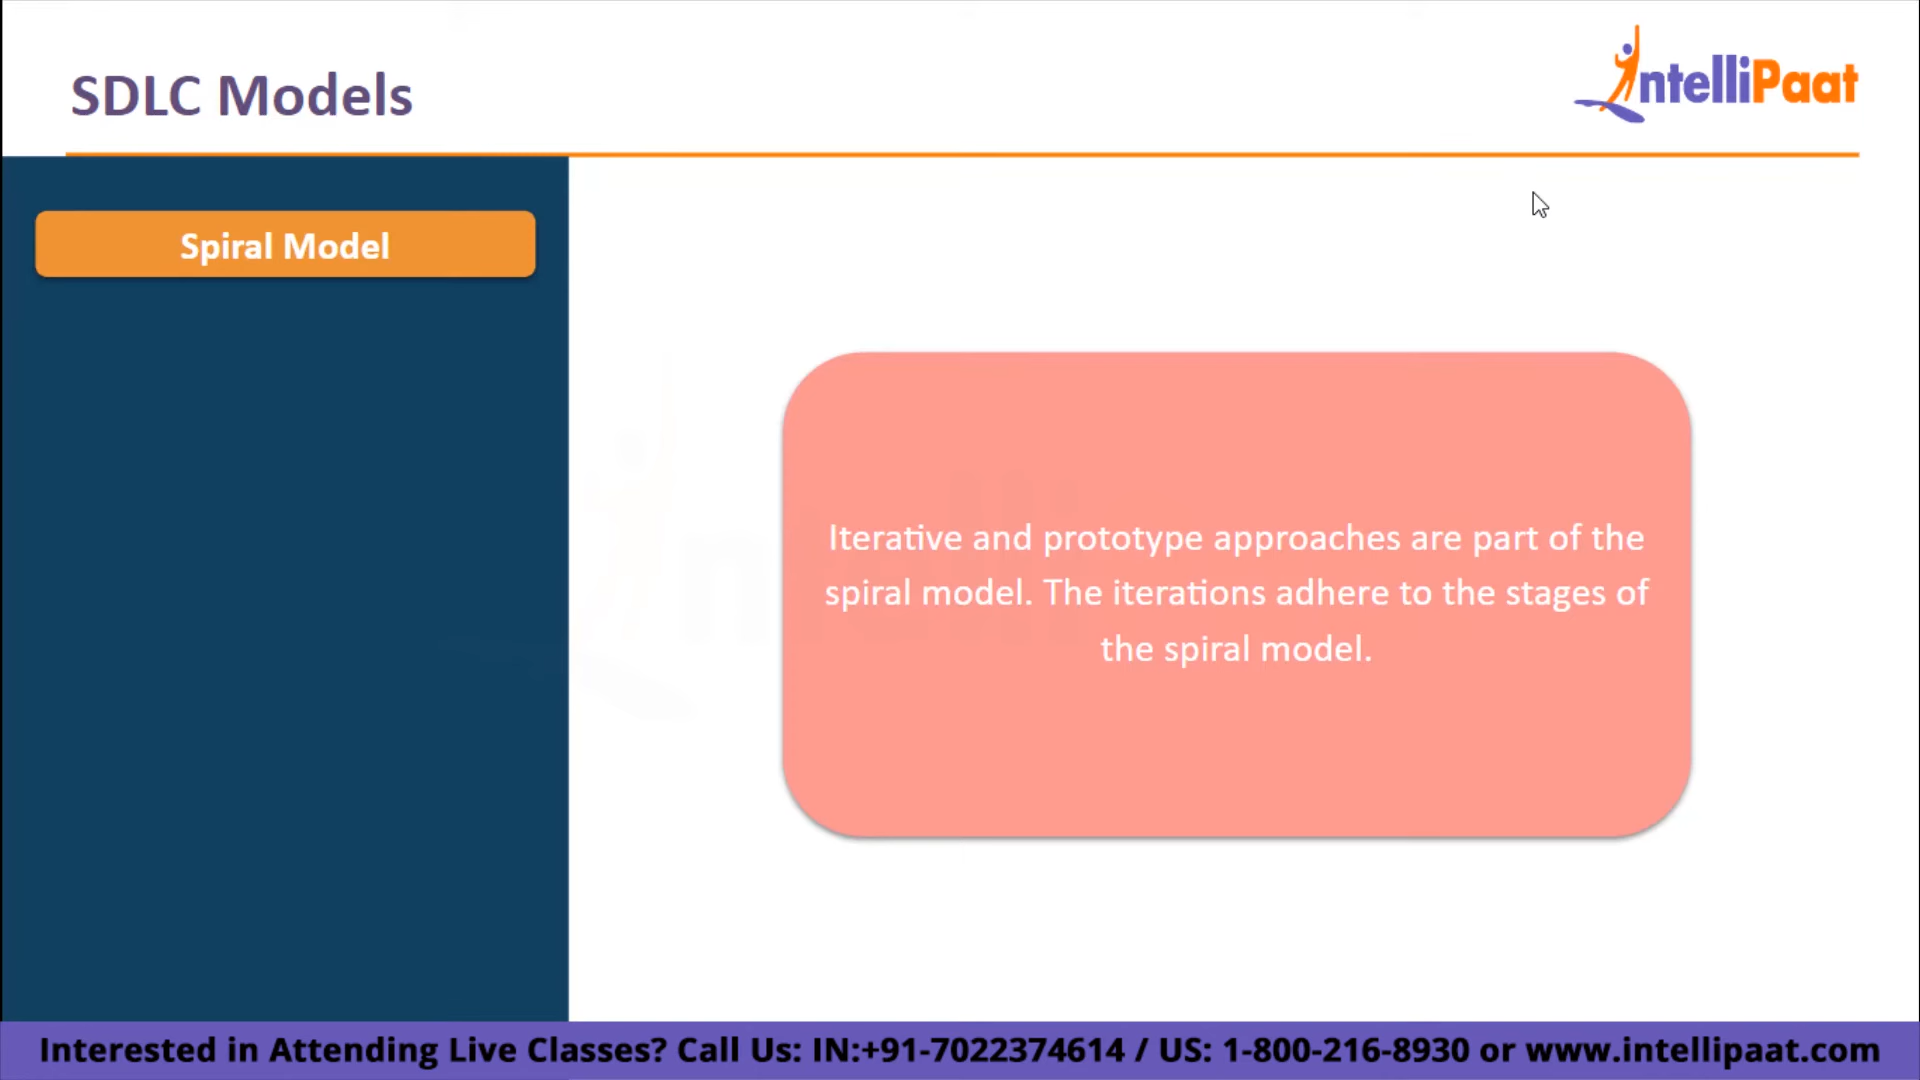 SDLC Models
IntelliPaat
Spiral Model
Iterative and prototype approaches are part of the
spiral model. The iterations adhere to the stages of
the spiral model.
Interested in Attending Live Classes? Call Us: IN:+91-7022374614 / US: 1-800-216-8930 or www.intellipaat.com